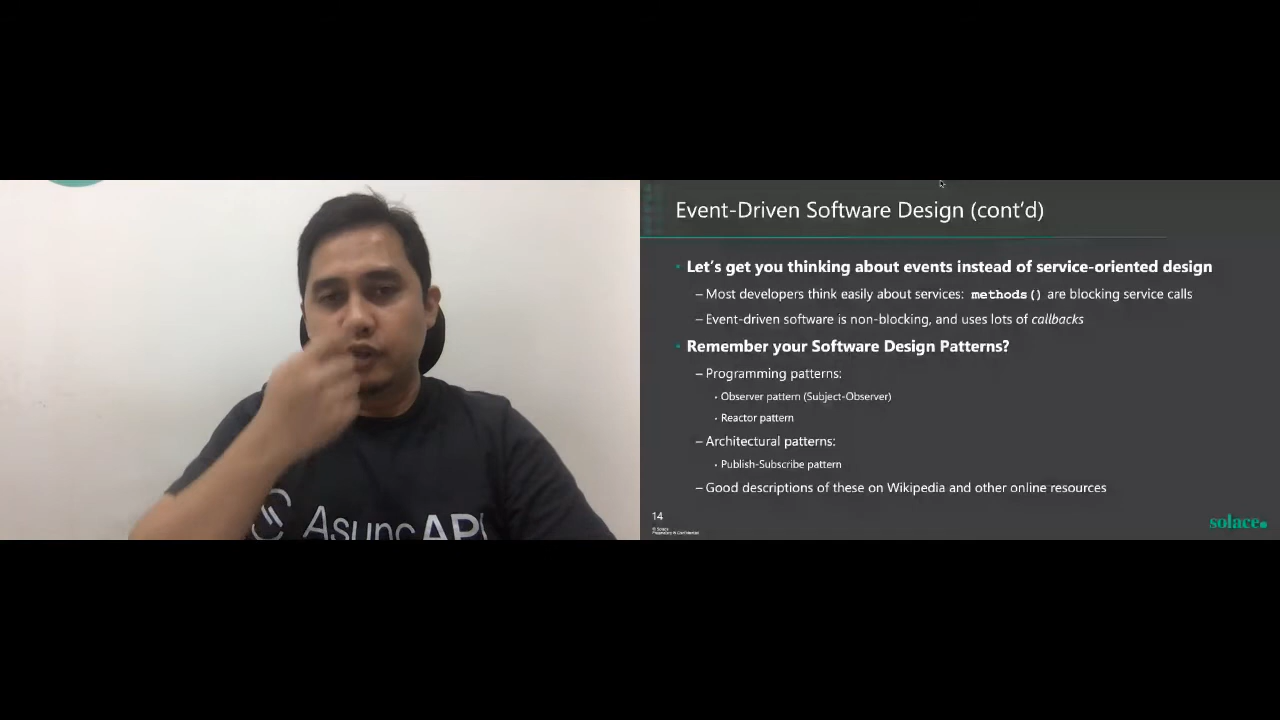 AsyncAPI
Event-Driven Software Design (cont'd)
Let's get you thinking about events instead of service-oriented design
– Most developers think easily about services: methods() are blocking service calls
– Event-driven software is non-blocking, and uses lots of callbacks
Remember your Software Design Patterns?
– Programming patterns:
Observer pattern (Subject-Observer)
Reactor pattern
– Architectural patterns:
Publish-Subscribe pattern
– Good descriptions of these on Wikipedia and other online resources
14
© Solace
solace.